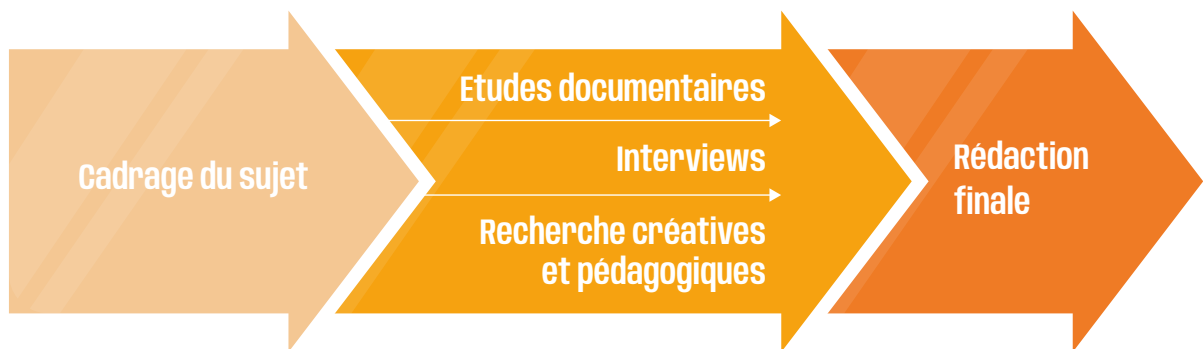 Cadrage du sujet
Etudes documentaires
Interviews
Recherche créatives
et pédagogiques
Rédaction
finale